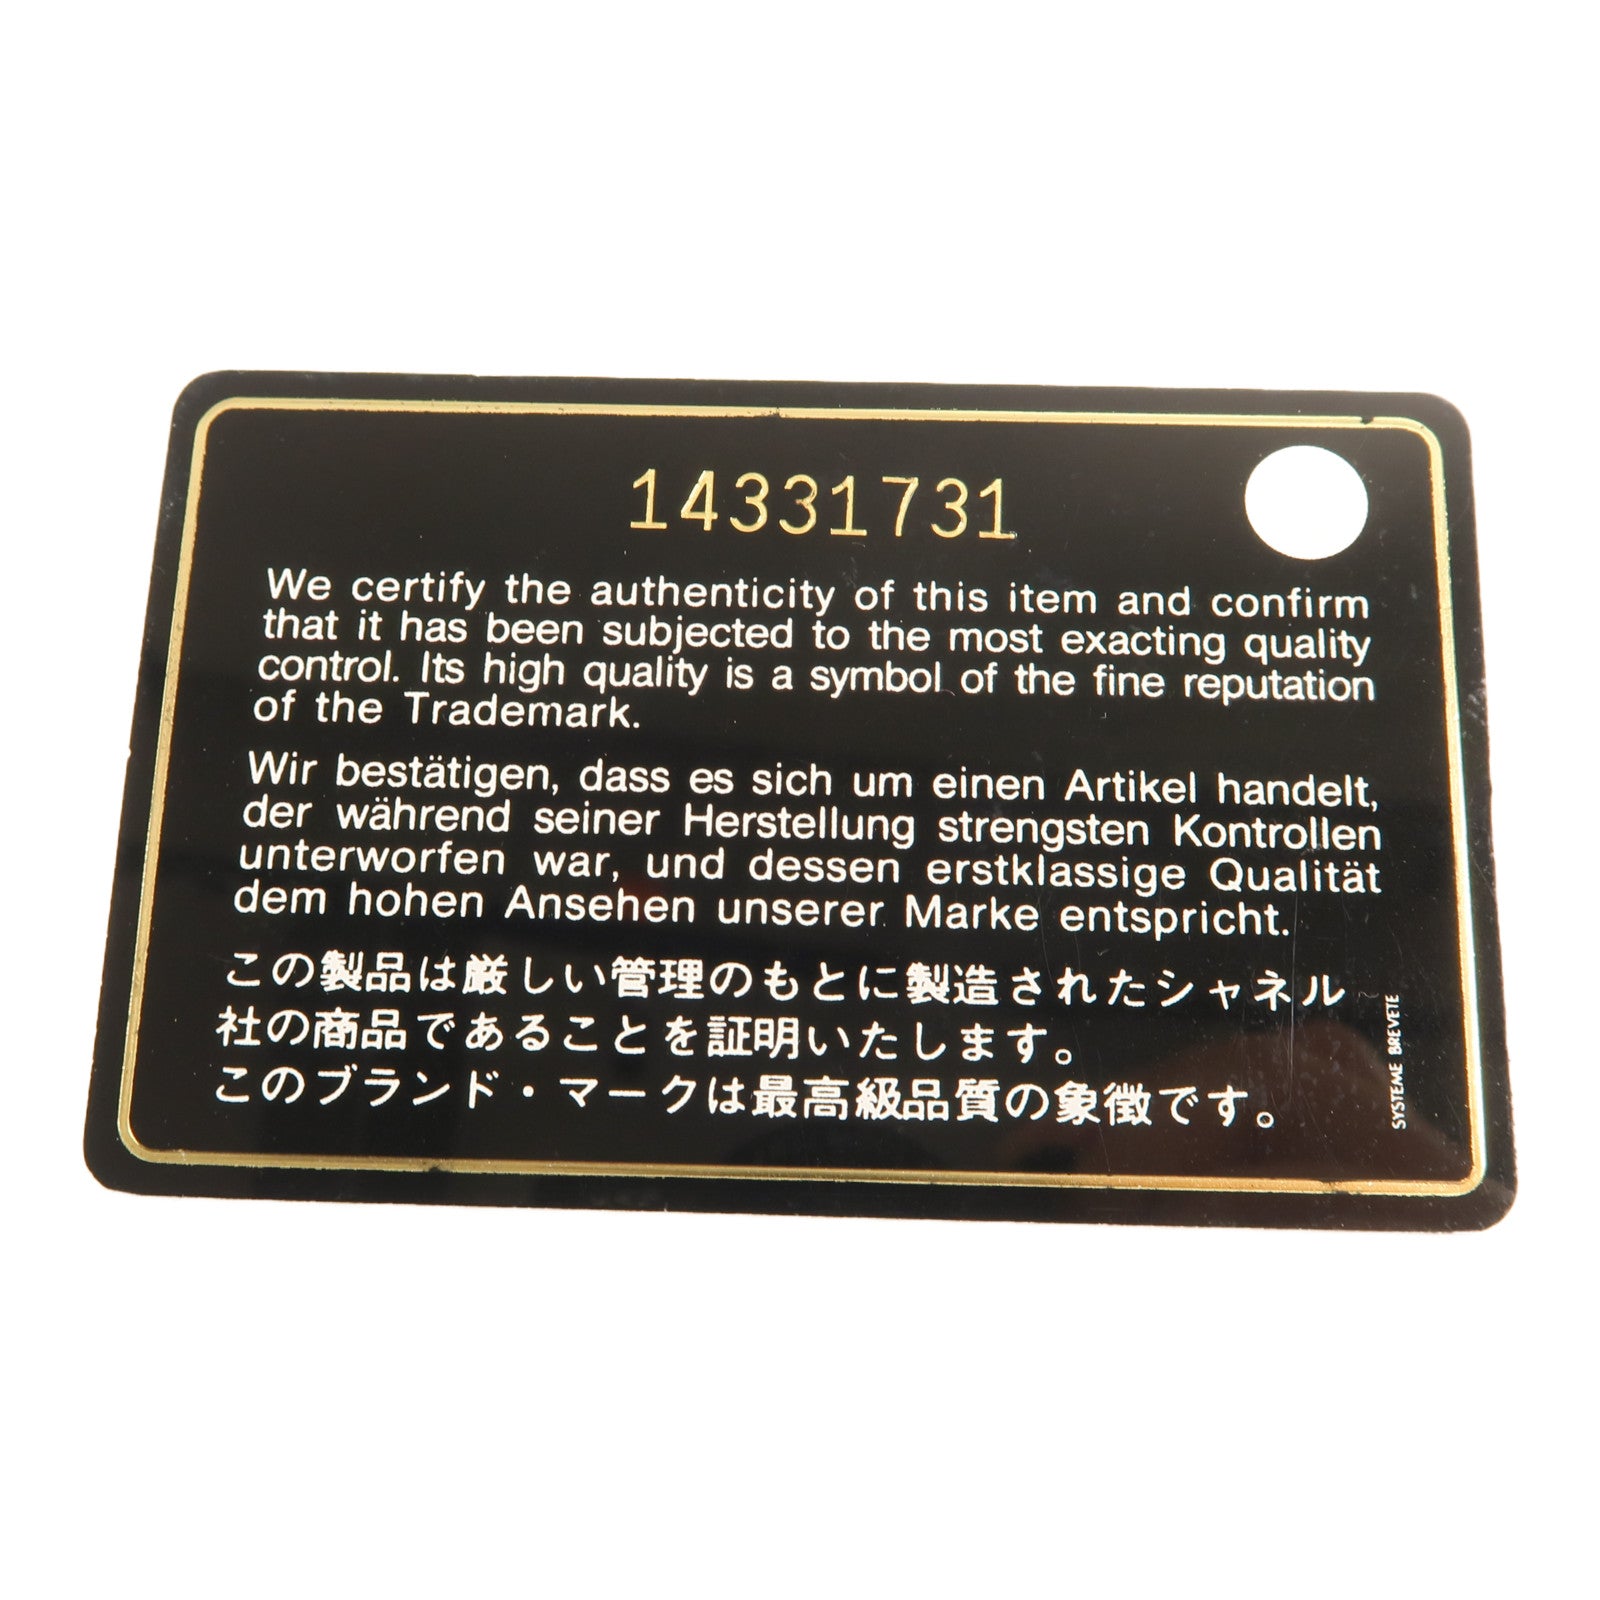 14331731
We certify the authenticity of this item and confirm
that it has been subjected to the most exacting quality
control. Its high quality is a symbol of the fine reputation
of the Trademark.
Wir bestätigen, dass es sich um einen Artikel handelt,
der während seiner Herstellung strengsten Kontrollen
unterworfen war, und dessen erstklassige Qualität
dem hohen Ansehen unserer Marke entspricht.
この製品は厳しい管理のもとに製造されたシャネル
社の商品であることを証明いたします。
このブランド・マークは最高級品質の象徴です。
SYSTEME BREVETE